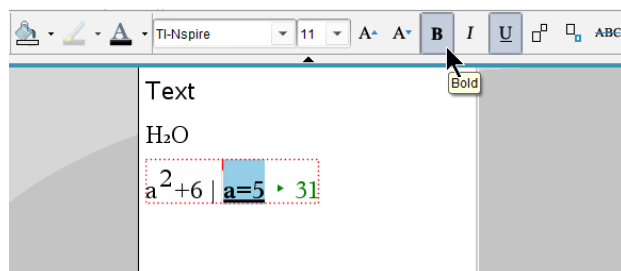 A TI-Nspire 11 A A B I U ABC
Bold
Text
H₂O
a²+6 | a=5 ▸ 31